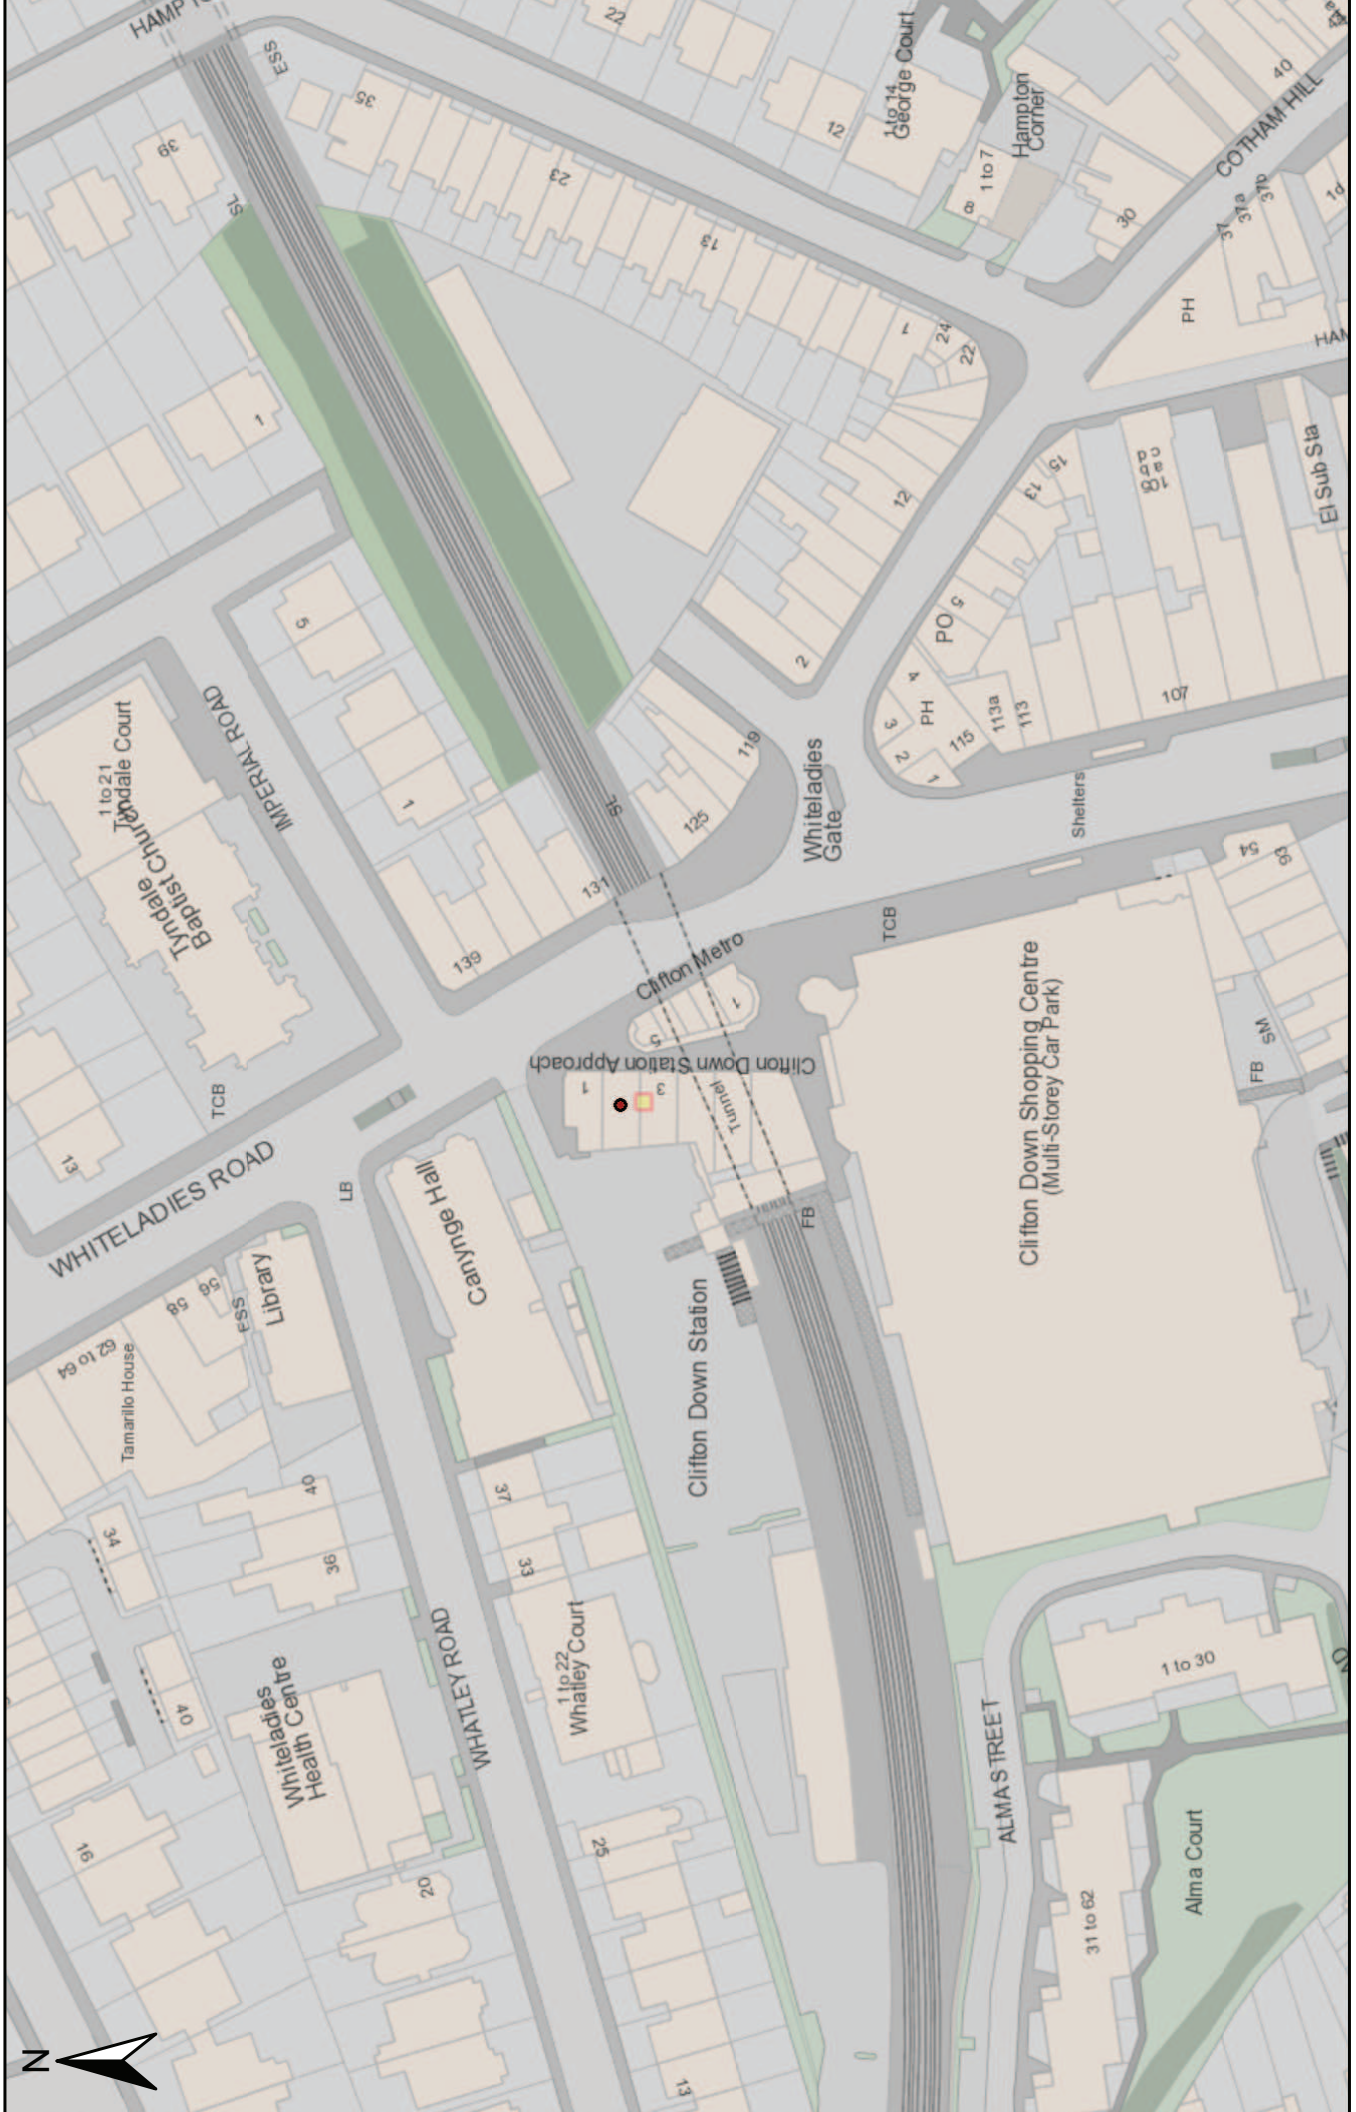 22
ESS
35
39
SL
23
13
12
1 to 14
George Court
Hampton
Corner
1 to 7
8
30
40
COTHAM HILL
37
37a
37b
1d
PH
1
24
22
1
12
2
15
13
5
PO
108
El Sub Sta
4
3
PH
2
1
115
113a
113
107
119
125
SL
5
1
IMPERIAL ROAD
1 to 21
Tyndale Court
Tyndale Church
Baptist Church
131
139
Whiteladies
Gate
Shelters
54
93
TCB
Clifton Metro
1
5
Clifton Down Station Approach
1
3
Tunnel
FB
TCB
13
WHITELADIES ROAD
LB
Canynge Hall
Library
ESS
56
58
62 to 64
Tamarillo House
Clifton Down Station
Clifton Down Shopping Centre
(Multi-Storey Car Park)
SM
FB
34
40
36
37
33
40
Whiteladies
Health Centre
WHATLEY ROAD
1 to 22
Whatley Court
16
20
25
13
ALMA STREET
1 to 30
31 to 62
Alma Court
N